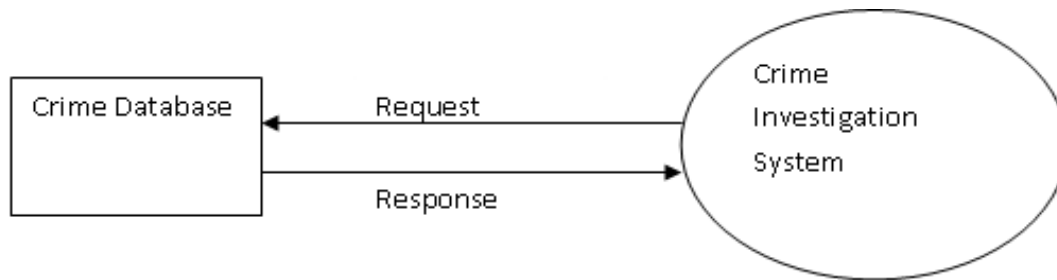 Crime Database
Request
Response
Crime
Investigation
System